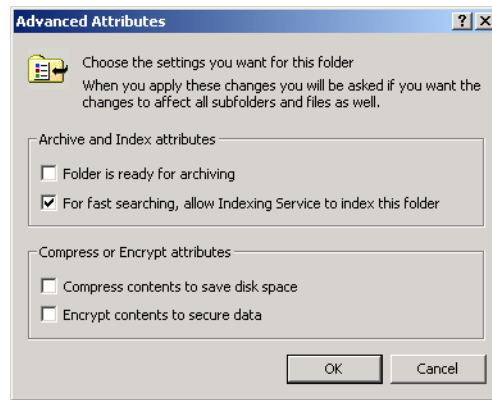 Advanced Attributes
Choose the settings you want for this folder
When you apply these changes you will be asked if you want the
changes to affect all subfolders and files as well.
Archive and Index attributes
Folder is ready for archiving
For fast searching, allow Indexing Service to index this folder
Compress or Encrypt attributes
Compress contents to save disk space
Encrypt contents to secure data
OK Cancel